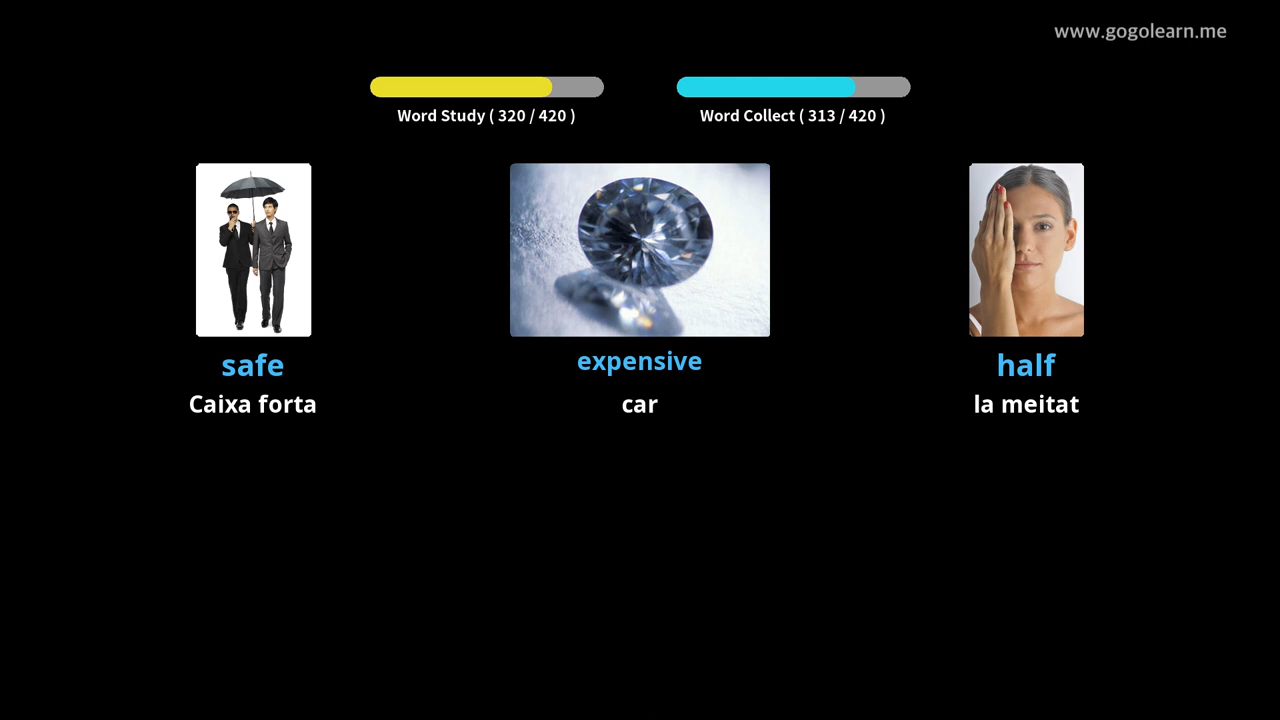 www.gogolearn.me
Word Study ( 320 / 420 )
Word Collect ( 313 / 420 )
safe
expensive
half
Caixa forta
car
la meitat